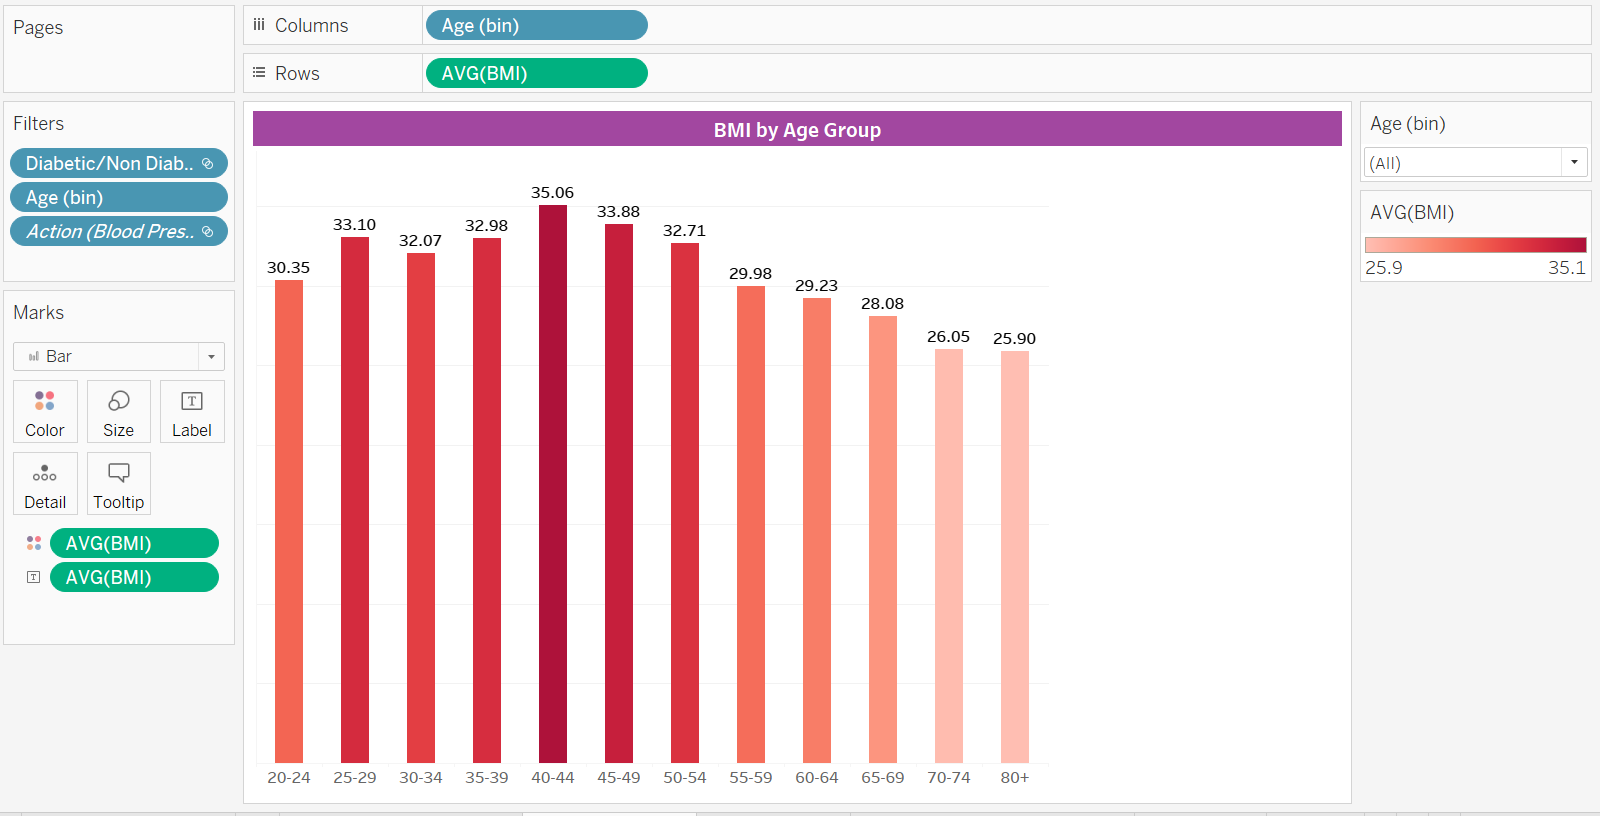 Pages
Columns
Age (bin)
Rows
AVG(BMI)
Filters
Diabetic/Non Diab..
Age (bin)
Action (Blood Pres..
Marks
Bar
Color
Size
Label
Detail
Tooltip
AVG(BMI)
AVG(BMI)
BMI by Age Group
30.35
33.10
32.07
32.98
35.06
33.88
32.71
29.98
29.23
28.08
26.05
25.90
20-24
25-29
30-34
35-39
40-44
45-49
50-54
55-59
60-64
65-69
70-74
80+
Age (bin)
(All)
AVG(BMI)
25.9
35.1